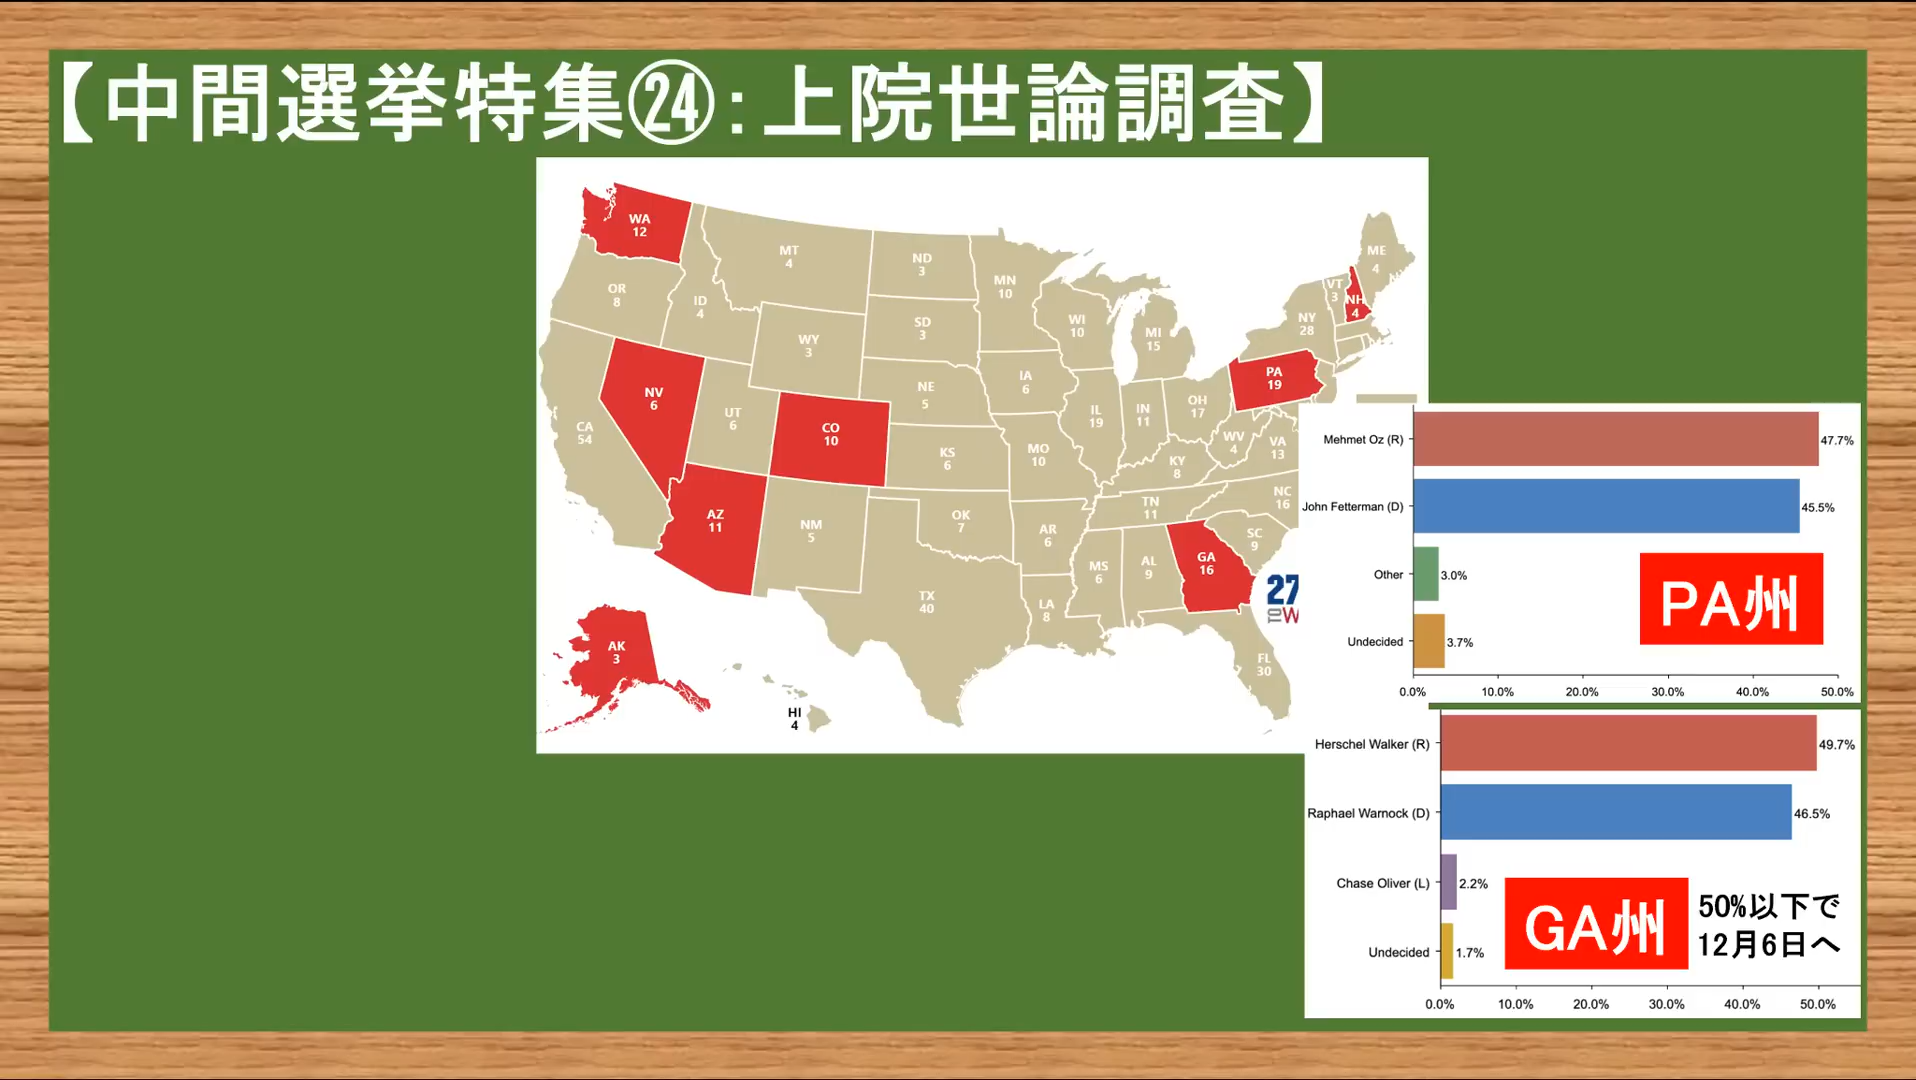 【中間選挙特集㉔:上院世論調査】
WA
12
MT
4
ND
3
MN
10
ME
4
OR
8
ID
4
SD
3
WI
10
MI
15
NY
28
VT
3
NH
4
WY
3
NV
6
UT
6
CO
10
NE
5
IA
6
IL
19
IN
11
OH
17
PA
19
CA
54
KS
6
MO
10
KY
8
WV
4
VA
13
AZ
11
NM
5
OK
7
AR
6
TN
11
NC
16
SC
9
MS
6
AL
9
GA
16
TX
40
LA
8
FL
30
AK
3
HI
4
27
TO W
Mehmet Oz (R)
47.7%
John Fetterman (D)
45.5%
Other
3.0%
Undecided
3.7%
PA州
0.0% 10.0% 20.0% 30.0% 40.0% 50.0%
Herschel Walker (R)
49.7%
Raphael Warnock (D)
46.5%
Chase Oliver (L)
2.2%
Undecided
1.7%
GA州
50%以下で
12月6日へ
0.0% 10.0% 20.0% 30.0% 40.0% 50.0%